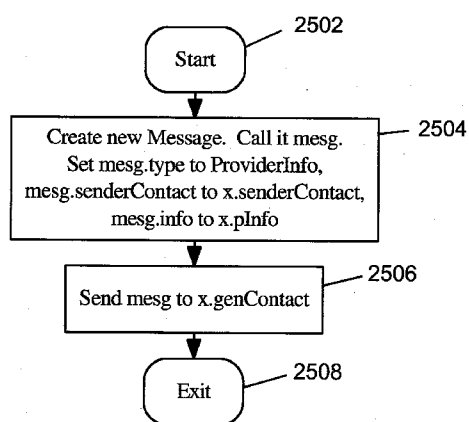 2502
Start
2504
Create new Message. Call it mesg.
Set mesg.type to ProviderInfo,
mesg.senderContact to x.senderContact,
mesg.info to x.pInfo
2506
Send mesg to x.genContact
2508
Exit